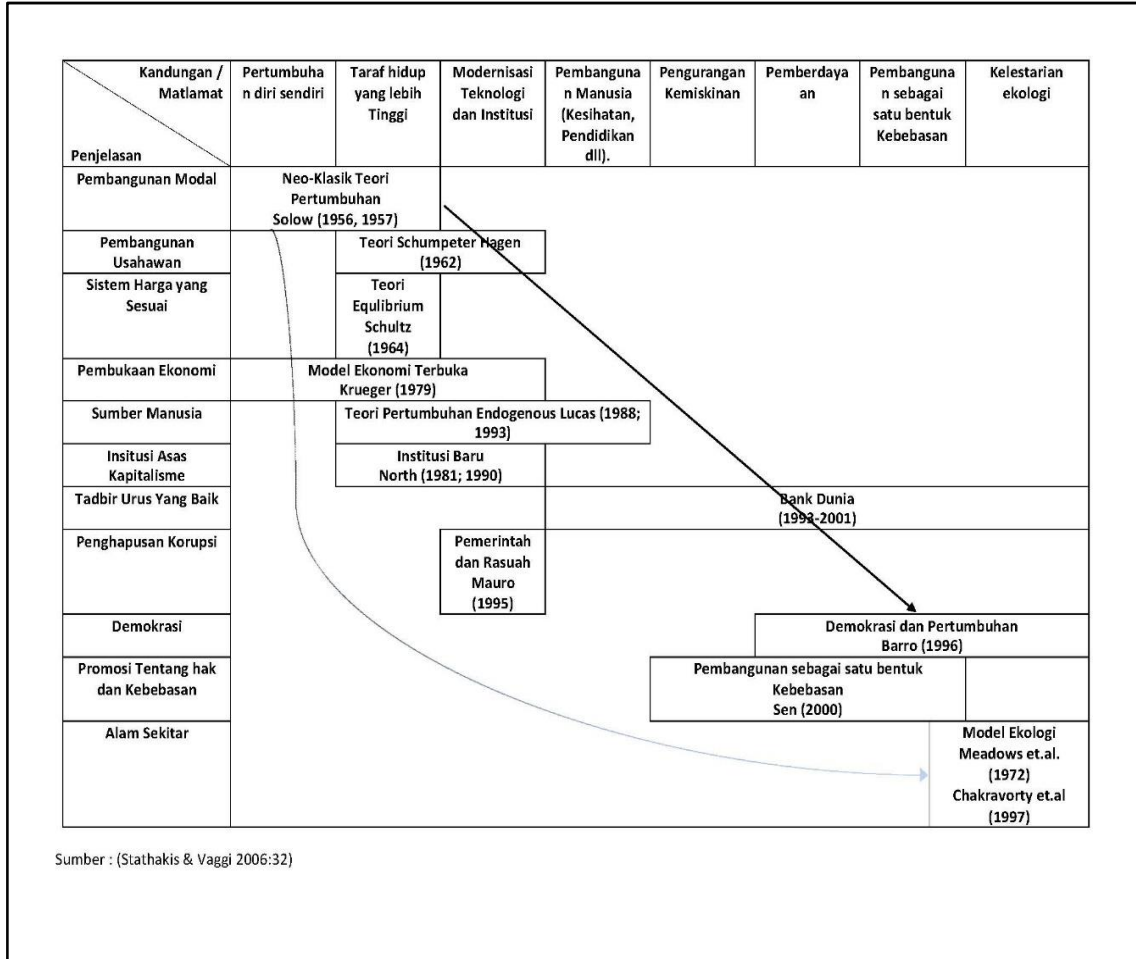 Kandungan /
Matlamat
Penjelasan
Pertumbuha
n diri sendiri
Taraf hidup
yang lebih
Tinggi
Modernisasi
Teknologi
dan Institusi
Pembanguna
n Manusia
(Kesihatan,
Pendidikan
dll).
Pengurangan
Kemiskinan
Pemberdaya
an
Pembanguna
n sebagai
satu bentuk
Kebebasan
Kelestarian
ekologi
Pembangunan Modal
Neo-Klasik Teori
Pertumbuhan
Solow (1956, 1957)
Pembangunan
Usahawan
Teori Schumpeter Hagen
(1962)
Sistem Harga yang
Sesuai
Teori
Equlibrium
Schultz
(1964)
Pembukaan Ekonomi
Model Ekonomi Terbuka
Krueger (1979)
Sumber Manusia
Teori Pertumbuhan Endogenous Lucas (1988;
1993)
Insitusi Asas
Kapitalisme
Institusi Baru
North (1981; 1990)
Tadbir Urus Yang Baik
Bank Dunia
(1993-2001)
Penghapusan Korupsi
Pemerintah
dan Rasuah
Mauro
(1995)
Demokrasi
Demokrasi dan Pertumbuhan
Barro (1996)
Promosi Tentang hak
dan Kebebasan
Pembangunan sebagai satu bentuk
Kebebasan
Sen (2000)
Alam Sekitar
Model Ekologi
Meadows et.al.
(1972)
Chakravorty et.al
(1997)
Sumber : (Stathakis & Vaggi 2006:32)